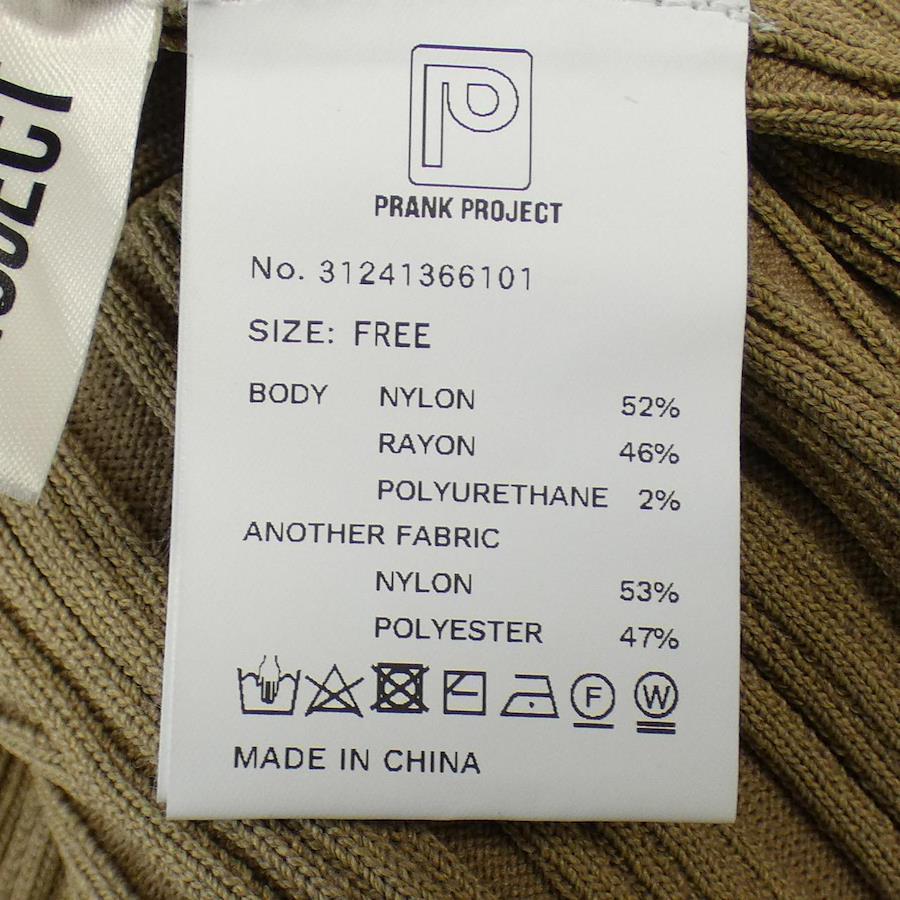 JECT
PRANK PROJECT
No. 31241366101
SIZE: FREE
BODY NYLON 52%
RAYON 46%
POLYURETHANE 2%
ANOTHER FABRIC
NYLON 53%
POLYESTER 47%
F W
MADE IN CHINA